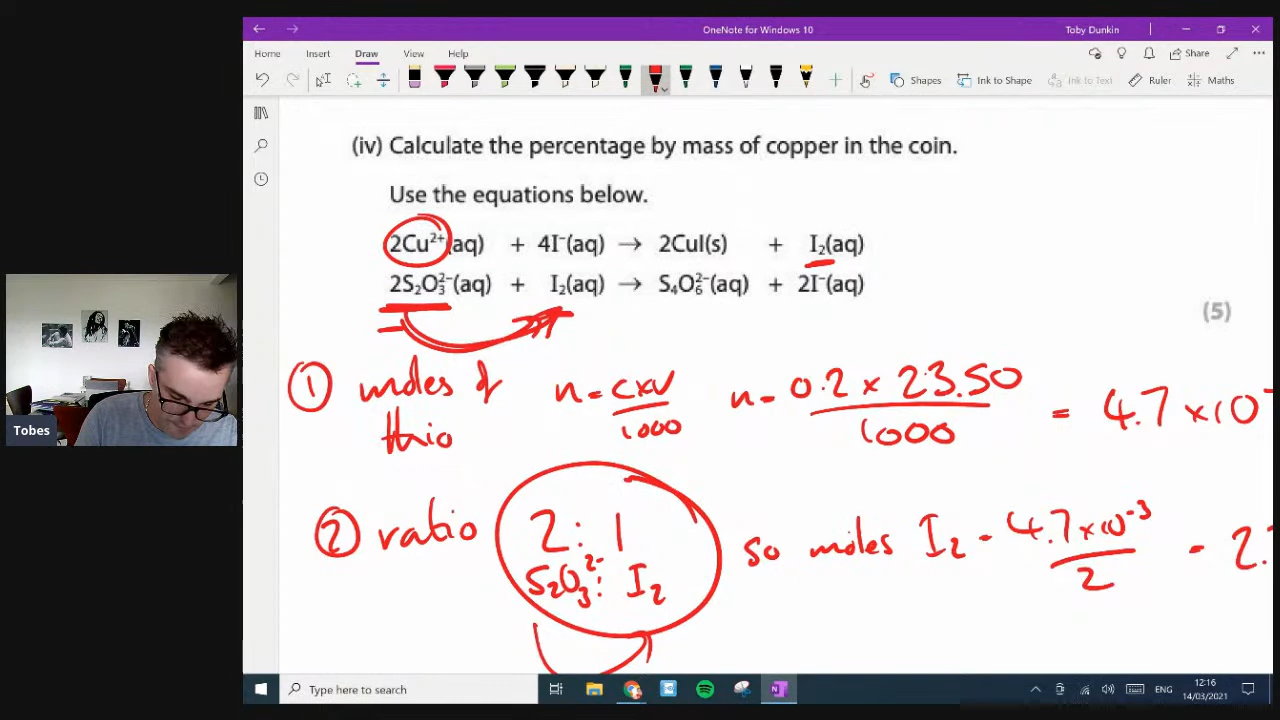 OneNote for Windows 10
Toby Dunkin
Home Insert Draw View Help
Share
Shapes Ink to Shape Ink to Text Ruler Maths
(iv) Calculate the percentage by mass of copper in the coin.
Use the equations below.
2Cu²⁺(aq) + 4I⁻(aq) → 2CuI(s) + I₂(aq)
2S₂O₃²⁻(aq) + I₂(aq) → S₄O₆²⁻(aq) + 2I⁻(aq)
(5)
① moles of thio n = c×v/1000 n = 0.2 × 23.50/1000 = 4.7 × 10⁻
② ratio 2 : 1 so moles I₂ = 4.7×10⁻³/2 = 2.
S₂O₃²⁻ : I₂
Tobes
Type here to search
ENG
12:16
14/03/2021